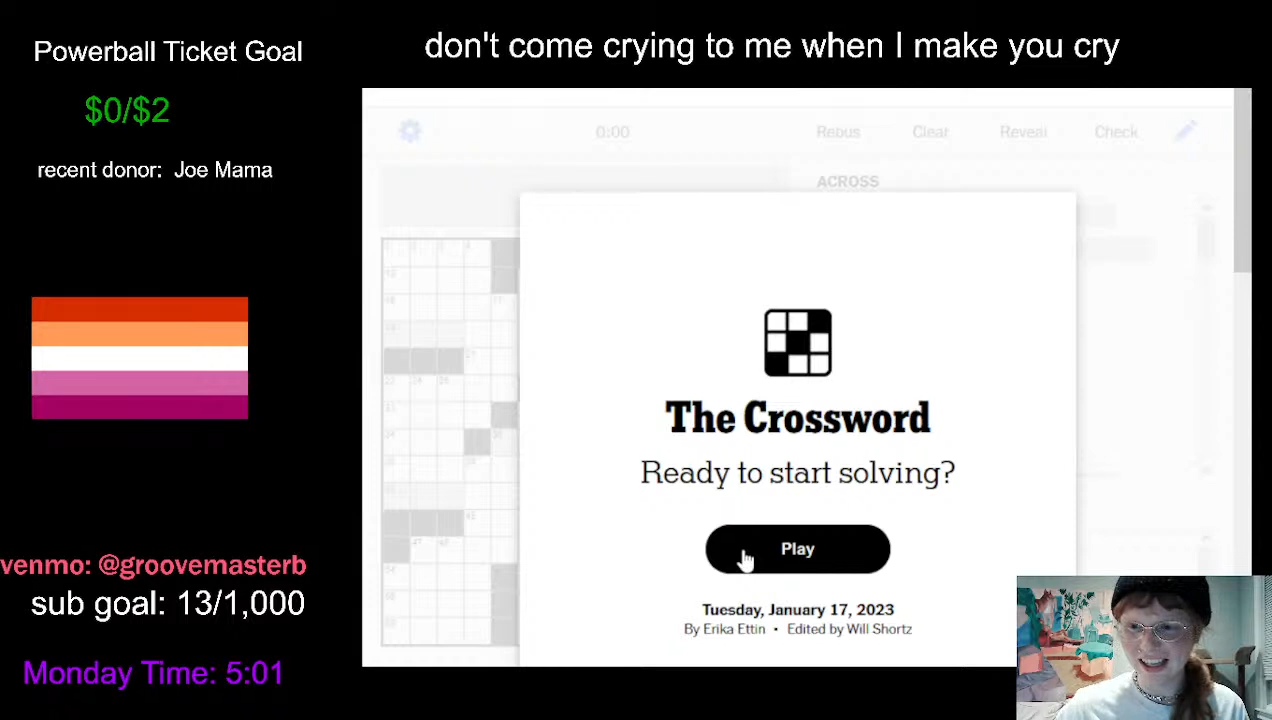 Powerball Ticket Goal
$0/$2
recent donor: Joe Mama
don't come crying to me when I make you cry
0:00
Rebus Clear Reveal Check
ACROSS
The Crossword
Ready to start solving?
Play
Tuesday, January 17, 2023
By Erika Ettin • Edited by Will Shortz
venmo: @groovemasterb
sub goal: 13/1,000
Monday Time: 5:01